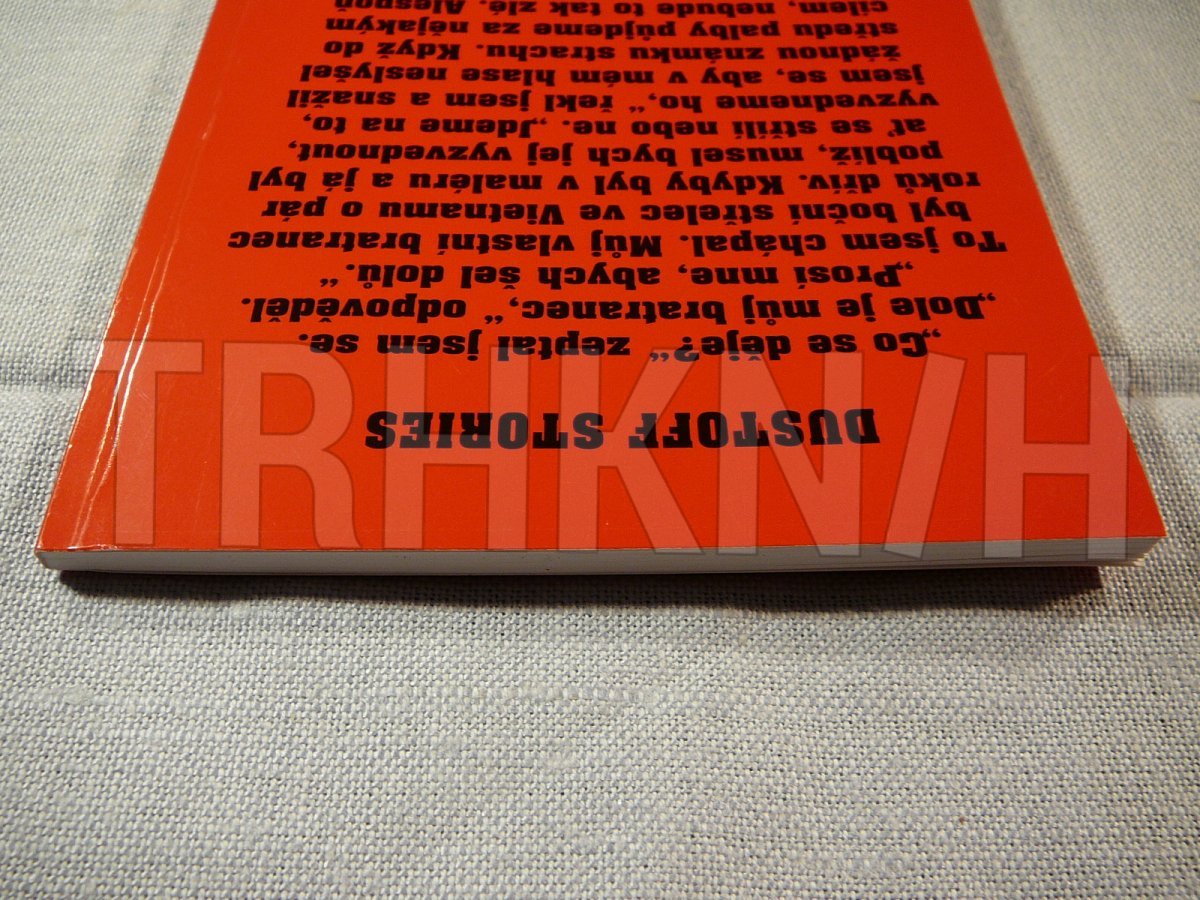 DUSTOFF STORIES
„Co se děje?“ zeptal jsem se.
„Dole je můj bratranec,“ odpověděl.
„Prosí mne, abych šel dolů.“
To jsem chápal. Můj vlastní bratranec
byl boční střelec ve Vietnamu o pár
roků dřív. Kdyby byl v maléru a já byl
poblíž, musel bych jej vyzvednout,
ať se střílí nebo ne. „Jdeme na to,
vyzvedneme ho,“ řekl jsem a snažil
jsem se, aby v mém hlase neslyšel
žádnou známku strachu. Když do
středu palby půjdeme za nějakým
cílem, nebude to tak zlé. Alespoň
TRHKN/H